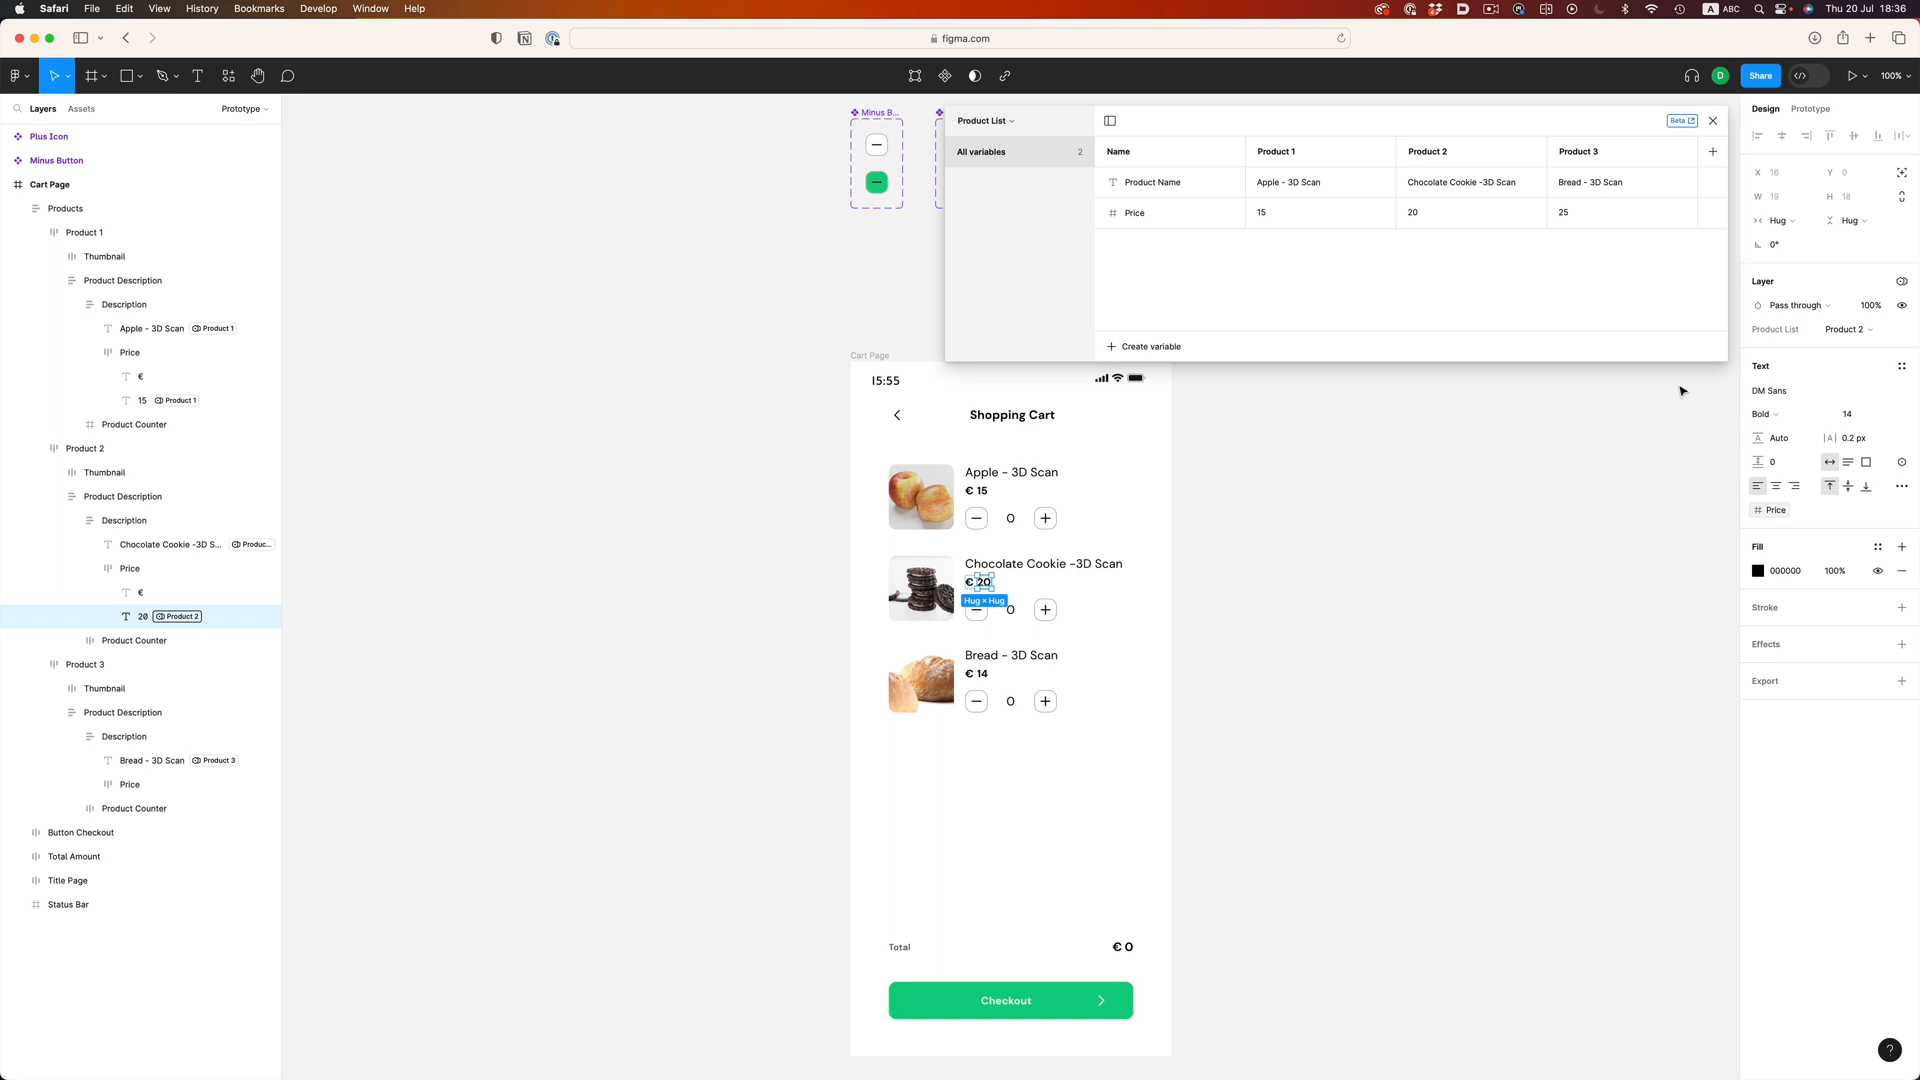 Safari File Edit View History Bookmarks Develop Window Help
A ABC Thu 20 Jul 18:36
figma.com
Share 100%
D
Layers Assets Prototype
Plus Icon
Minus Button
Cart Page
Products
Product 1
Thumbnail
Product Description
Description
Apple - 3D Scan Product 1
Price
€
15 Product 1
Product Counter
Product 2
Thumbnail
Product Description
Description
Chocolate Cookie -3D S... Produc...
Price
€
20 Product 2
Product Counter
Product 3
Thumbnail
Product Description
Description
Bread - 3D Scan Product 3
Price
Product Counter
Button Checkout
Total Amount
Title Page
Status Bar
Minus B...
Product List
Beta
All variables 2
Name Product 1 Product 2 Product 3
Product Name Apple - 3D Scan Chocolate Cookie -3D Scan Bread - 3D Scan
Price 15 20 25
Create variable
Cart Page
15:55
Shopping Cart
Apple - 3D Scan
€ 15
0
Chocolate Cookie -3D Scan
€ 20
Hug × Hug
0
Bread - 3D Scan
€ 14
0
Total € 0
Checkout
Design Prototype
X 16 Y 0
W 19 H 18
Hug Hug
0°
Layer
Pass through 100%
Product List Product 2
Text
DM Sans
Bold 14
Auto |A| 0.2 px
0
Price
Fill
000000 100%
Stroke
Effects
Export
?